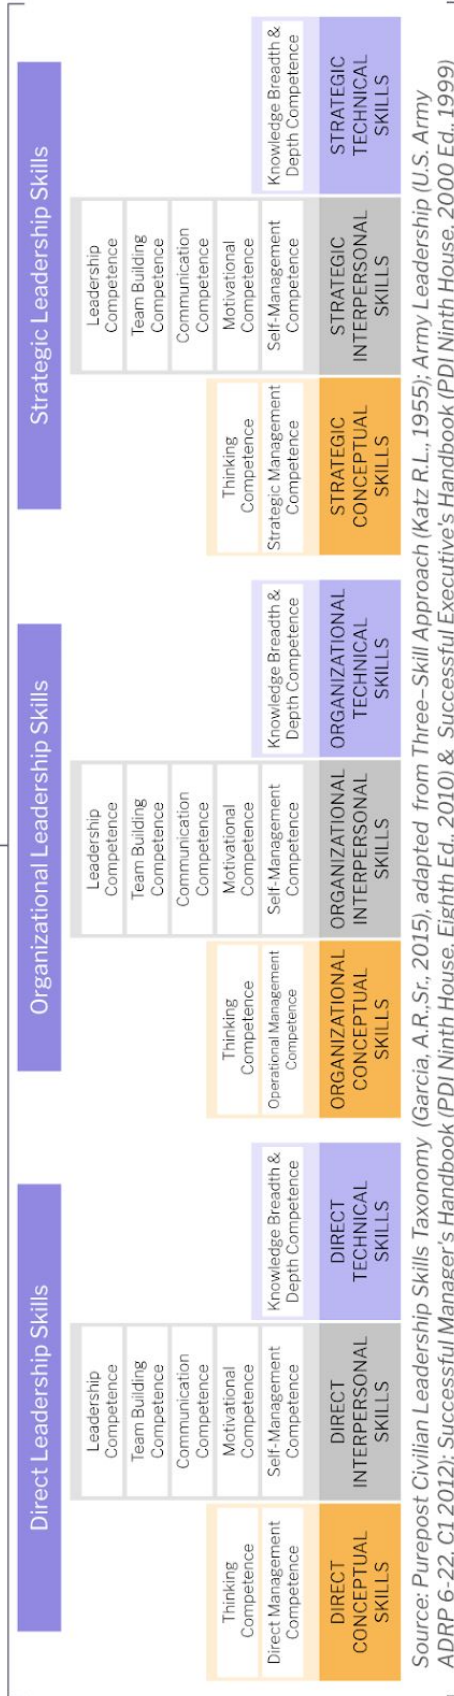 Direct Leadership Skills
Leadership
Competence
Team Building
Competence
Communication
Competence
Thinking
Competence
Motivational
Competence
Direct Management
Competence
Self-Management
Competence
Knowledge Breadth &
Depth Competence
DIRECT
CONCEPTUAL
SKILLS
DIRECT
INTERPERSONAL
SKILLS
DIRECT
TECHNICAL
SKILLS
Organizational Leadership Skills
Leadership
Competence
Team Building
Competence
Communication
Competence
Thinking
Competence
Motivational
Competence
Operational Management
Competence
Self-Management
Competence
Knowledge Breadth &
Depth Competence
ORGANIZATIONAL
CONCEPTUAL
SKILLS
ORGANIZATIONAL
INTERPERSONAL
SKILLS
ORGANIZATIONAL
TECHNICAL
SKILLS
Strategic Leadership Skills
Leadership
Competence
Team Building
Competence
Communication
Competence
Thinking
Competence
Motivational
Competence
Strategic Management
Competence
Self-Management
Competence
Knowledge Breadth &
Depth Competence
STRATEGIC
CONCEPTUAL
SKILLS
STRATEGIC
INTERPERSONAL
SKILLS
STRATEGIC
TECHNICAL
SKILLS
Source: Purepost Civilian Leadership Skills Taxonomy (Garcia, A.R.,Sr., 2015), adapted from Three-Skill Approach (Katz R.L., 1955); Army Leadership (U.S. Army
ADRP 6-22, C1 2012); Successful Manager's Handbook (PDI Ninth House, Eighth Ed., 2010) & Successful Executive's Handbook (PDI Ninth House, 2000 Ed., 1999)